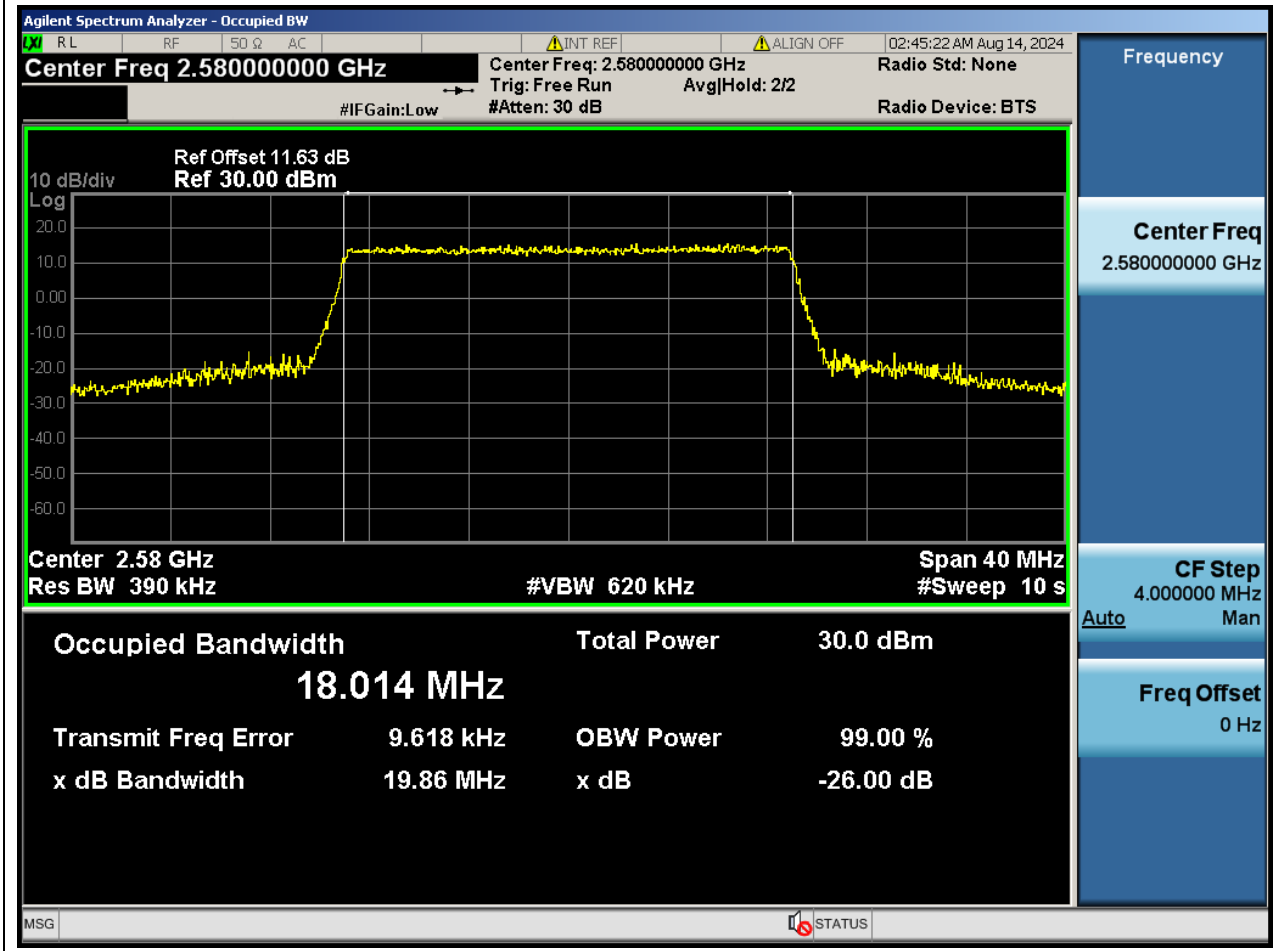 Agilent Spectrum Analyzer - Occupied BW
LXI RL RF 50 Ω AC INT REF ALIGN OFF 02:45:22 AM Aug 14, 2024
Center Freq 2.580000000 GHz
Center Freq: 2.580000000 GHz Radio Std: None
Trig: Free Run Avg|Hold: 2/2
#IFGain:Low #Atten: 30 dB Radio Device: BTS
Frequency
Ref Offset 11.63 dB
10 dB/div Ref 30.00 dBm
Log
20.0
10.0
0.00
-10.0
-20.0
-30.0
-40.0
-50.0
-60.0
Center 2.58 GHz Span 40 MHz
Res BW 390 kHz #VBW 620 kHz #Sweep 10 s
Occupied Bandwidth Total Power 30.0 dBm
18.014 MHz
Transmit Freq Error 9.618 kHz OBW Power 99.00 %
x dB Bandwidth 19.86 MHz x dB -26.00 dB
Center Freq
2.580000000 GHz
CF Step
4.000000 MHz
Auto Man
Freq Offset
0 Hz
MSG STATUS